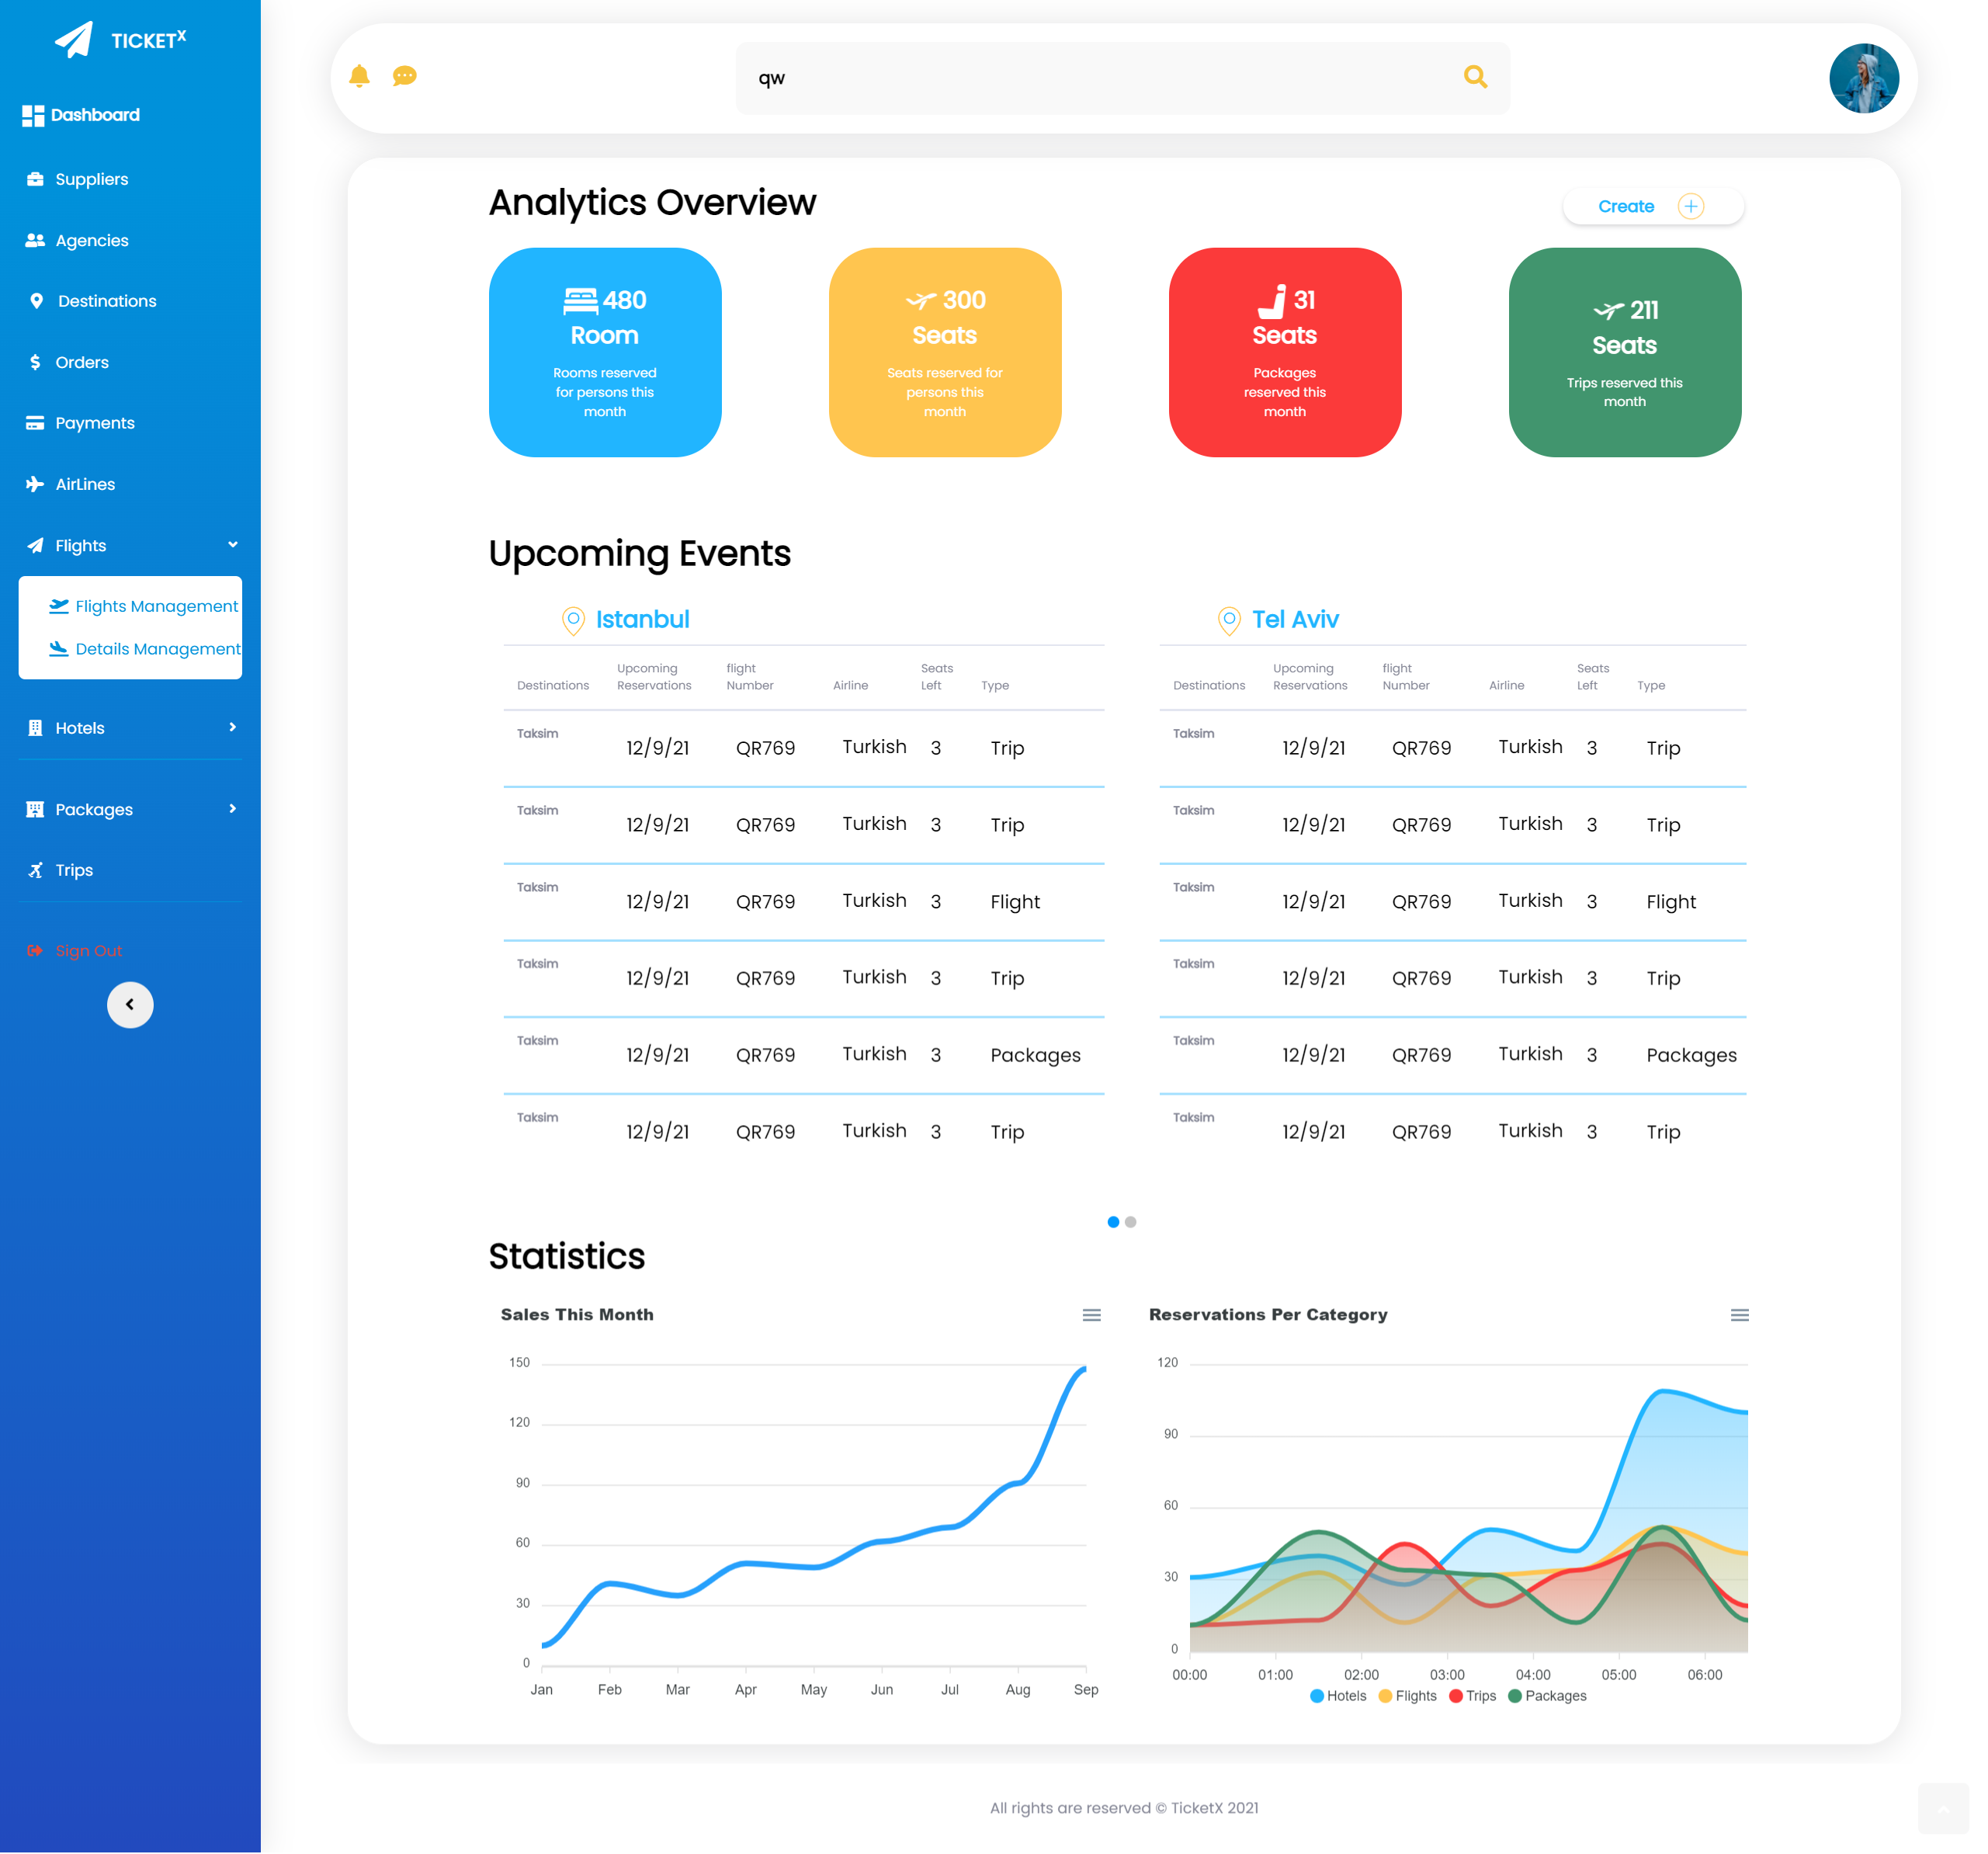 TICKETX
Dashboard
Suppliers
Agencies
Destinations
Orders
Payments
AirLines
Flights
Flights Management
Details Management
Hotels
Packages
Trips
Sign Out
qw
Analytics Overview
Create
480
Room
Rooms reserved
for persons this
month
300
Seats
Seats reserved for
persons this
month
31
Seats
Packages
reserved this
month
211
Seats
Trips reserved this
month
Upcoming Events
Istanbul
Destinations Upcoming Reservations flight Number Airline Seats Left Type
Taksim 12/9/21 QR769 Turkish 3 Trip
Taksim 12/9/21 QR769 Turkish 3 Trip
Taksim 12/9/21 QR769 Turkish 3 Flight
Taksim 12/9/21 QR769 Turkish 3 Trip
Taksim 12/9/21 QR769 Turkish 3 Packages
Taksim 12/9/21 QR769 Turkish 3 Trip
Tel Aviv
Destinations Upcoming Reservations flight Number Airline Seats Left Type
Taksim 12/9/21 QR769 Turkish 3 Trip
Taksim 12/9/21 QR769 Turkish 3 Trip
Taksim 12/9/21 QR769 Turkish 3 Flight
Taksim 12/9/21 QR769 Turkish 3 Trip
Taksim 12/9/21 QR769 Turkish 3 Packages
Taksim 12/9/21 QR769 Turkish 3 Trip
Statistics
Sales This Month
150
120
90
60
30
0
Jan Feb Mar Apr May Jun Jul Aug Sep
Reservations Per Category
120
90
60
30
0
00:00 01:00 02:00 03:00 04:00 05:00 06:00
Hotels Flights Trips Packages
All rights are reserved © TicketX 2021